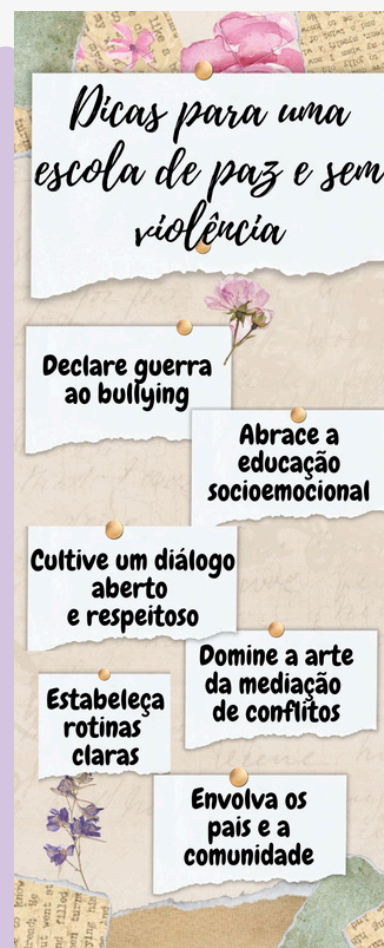 Dicas para uma
escola de paz e sem
violência
Declare guerra
ao bullying
Abrace a
educação
socioemocional
Cultive um diálogo
aberto
e respeitoso
Domine a arte
da mediação
de conflitos
Estabeleça
rotinas
claras
Envolva os
pais e a
comunidade